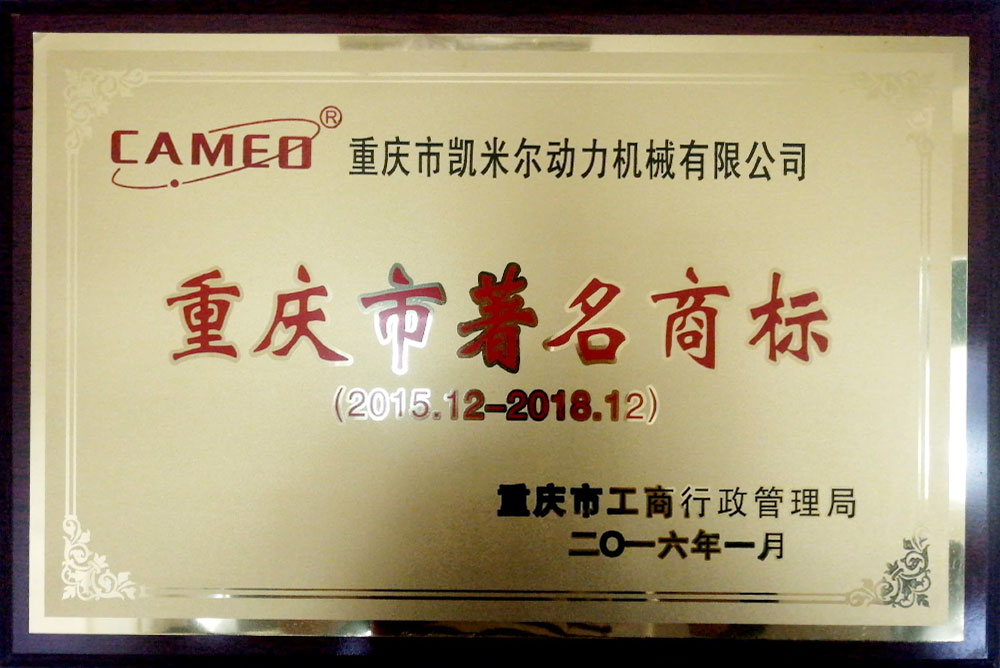 CAMEO® 重庆市凯米尔动力机械有限公司
重庆市著名商标
(2015.12-2018.12)
重庆市工商行政管理局
二〇一六年一月